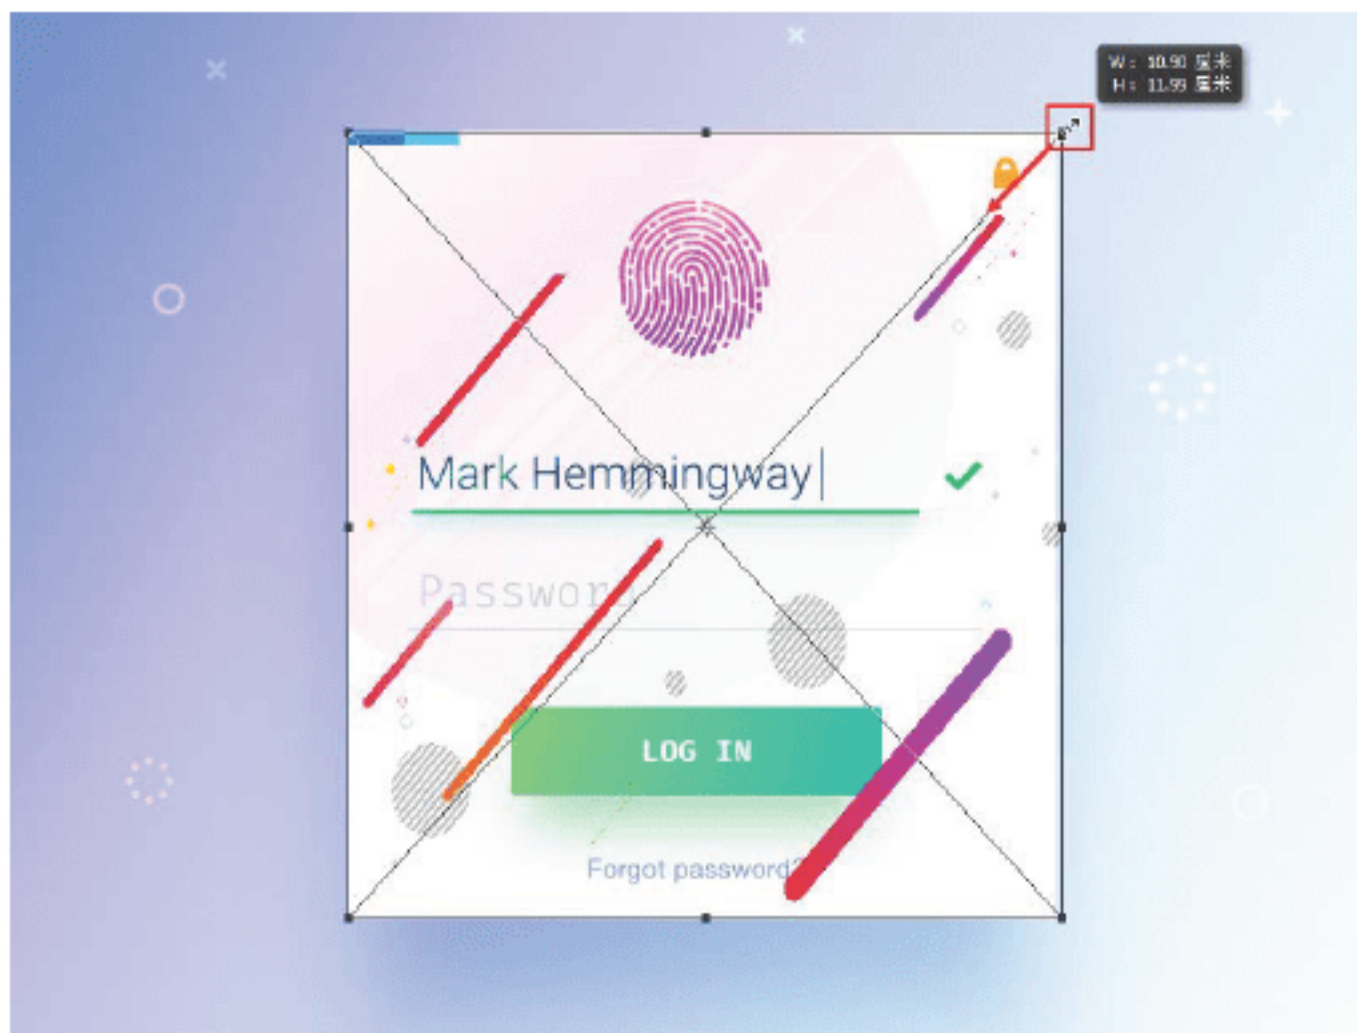 W: 10.90 厘米
H: 11.99 厘米
Mark Hemmingway
Password
LOG IN
Forgot password?